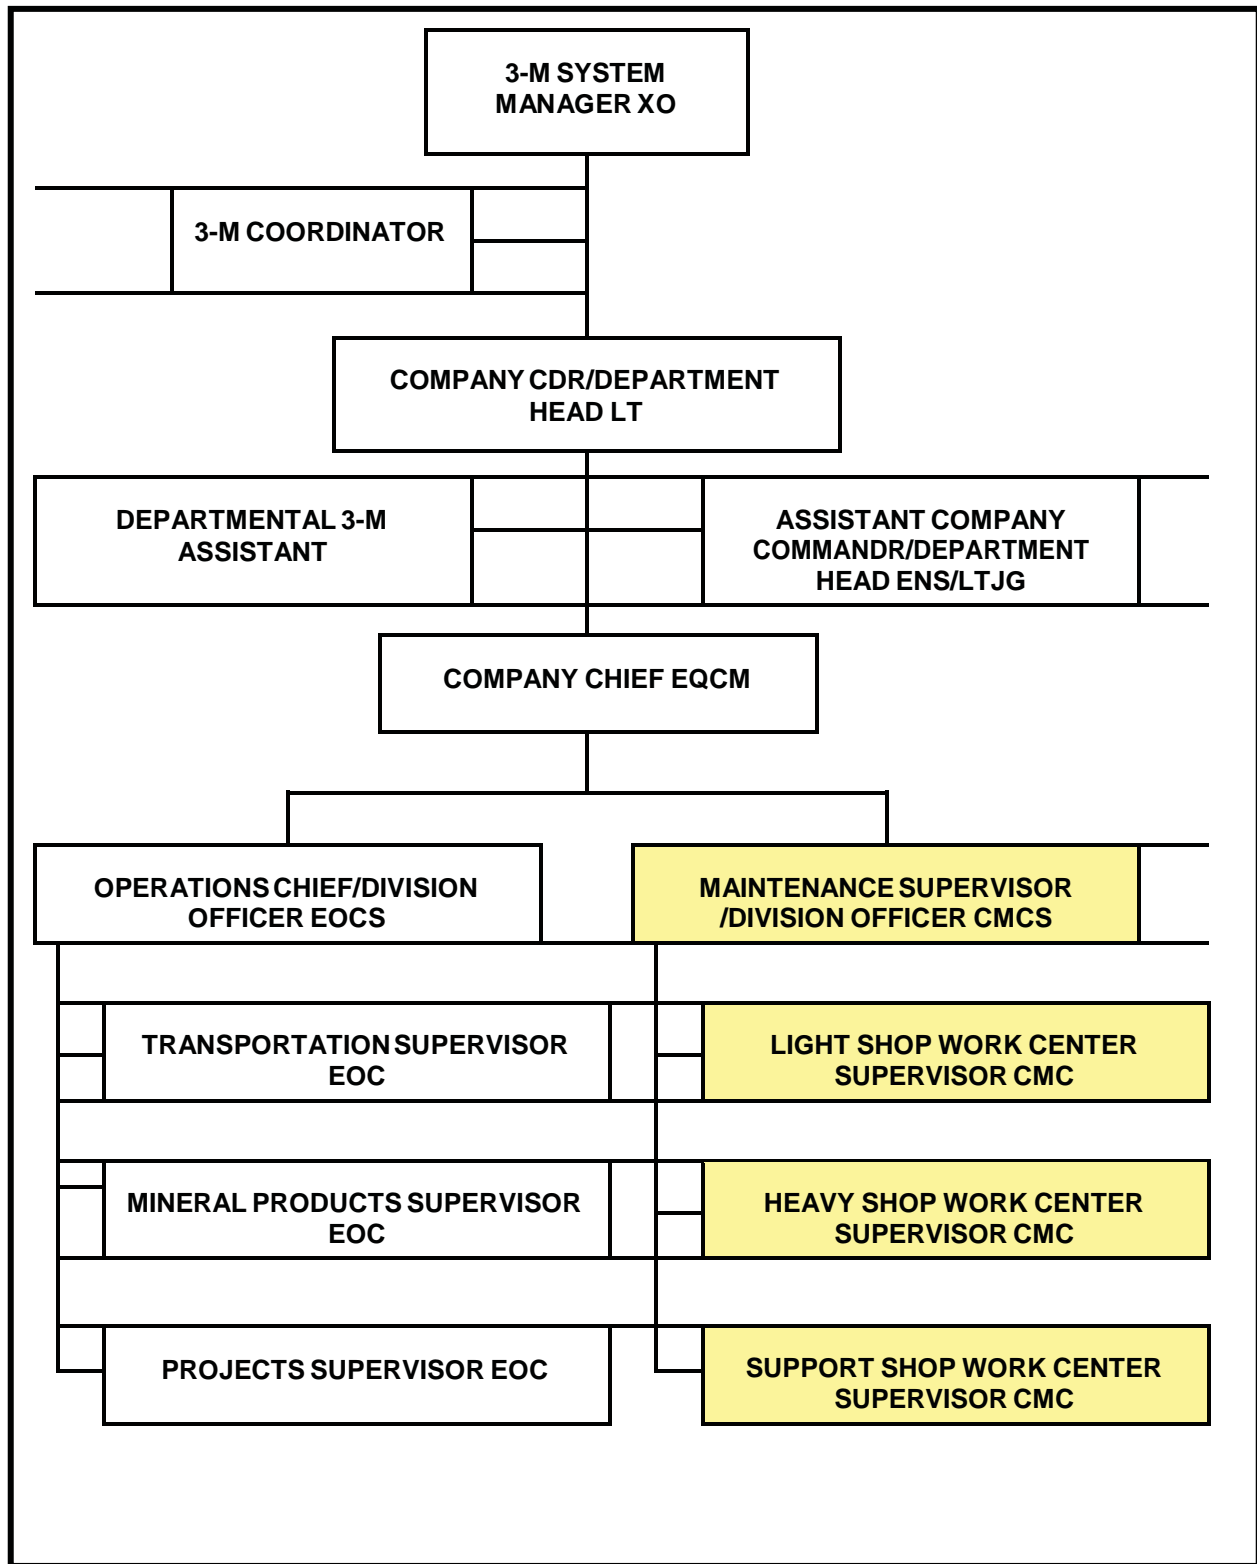 3-M SYSTEM
MANAGER XO
3-M COORDINATOR
COMPANY CDR/DEPARTMENT
HEAD LT
DEPARTMENTAL 3-M
ASSISTANT
ASSISTANT COMPANY
COMMANDR/DEPARTMENT
HEAD ENS/LTJG
COMPANY CHIEF EQCM
OPERATIONS CHIEF/DIVISION
OFFICER EOCS
MAINTENANCE SUPERVISOR
/DIVISION OFFICER CMCS
TRANSPORTATION SUPERVISOR
EOC
LIGHT SHOP WORK CENTER
SUPERVISOR CMC
MINERAL PRODUCTS SUPERVISOR
EOC
HEAVY SHOP WORK CENTER
SUPERVISOR CMC
PROJECTS SUPERVISOR EOC
SUPPORT SHOP WORK CENTER
SUPERVISOR CMC